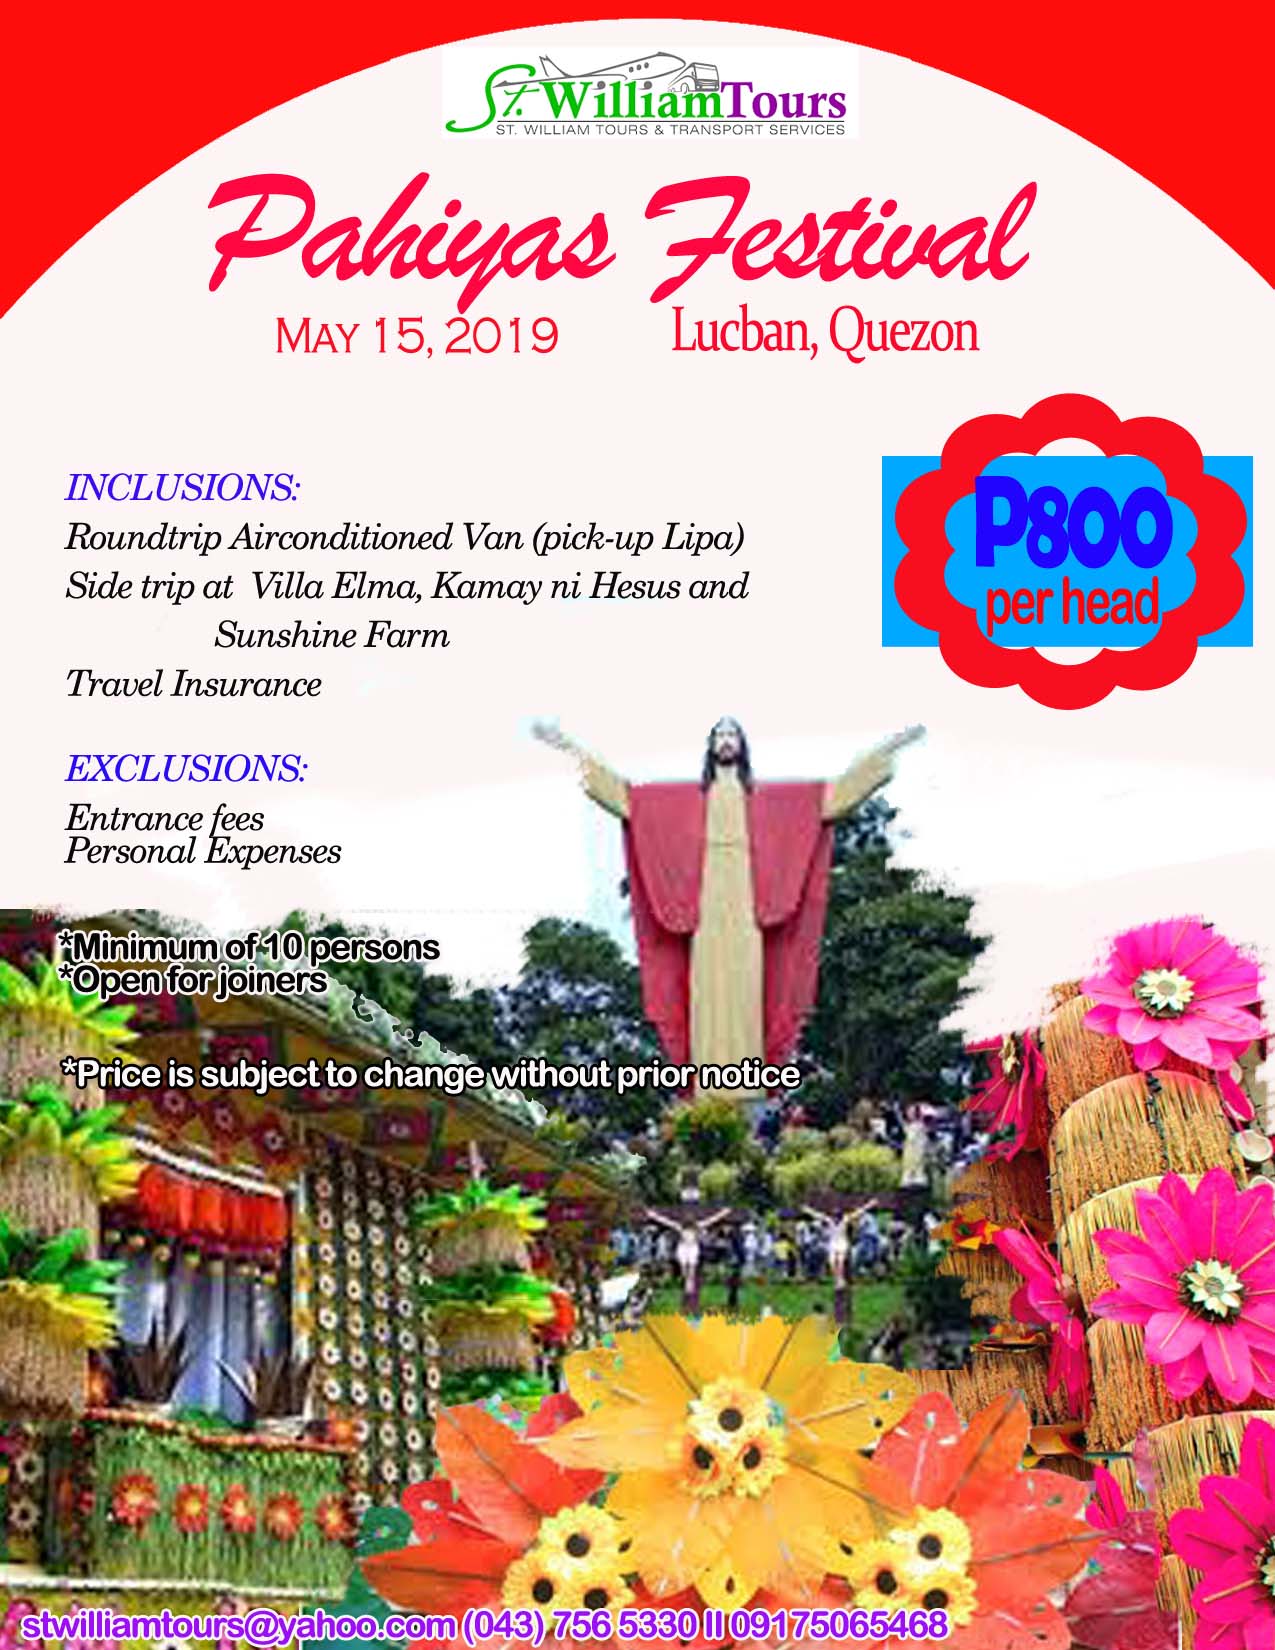 St. William Tours
ST. WILLIAM TOURS & TRANSPORT SERVICES
Pahiyas Festival
MAY 15, 2019 Lucban, Quezon
P800
per head
INCLUSIONS:
Roundtrip Airconditioned Van (pick-up Lipa)
Side trip at Villa Elma, Kamay ni Hesus and
Sunshine Farm
Travel Insurance
EXCLUSIONS:
Entrance fees
Personal Expenses
*Minimum of 10 persons
*Open for joiners
*Price is subject to change without prior notice
stwilliamtours@yahoo.com (043) 756 5330 II 09175065468